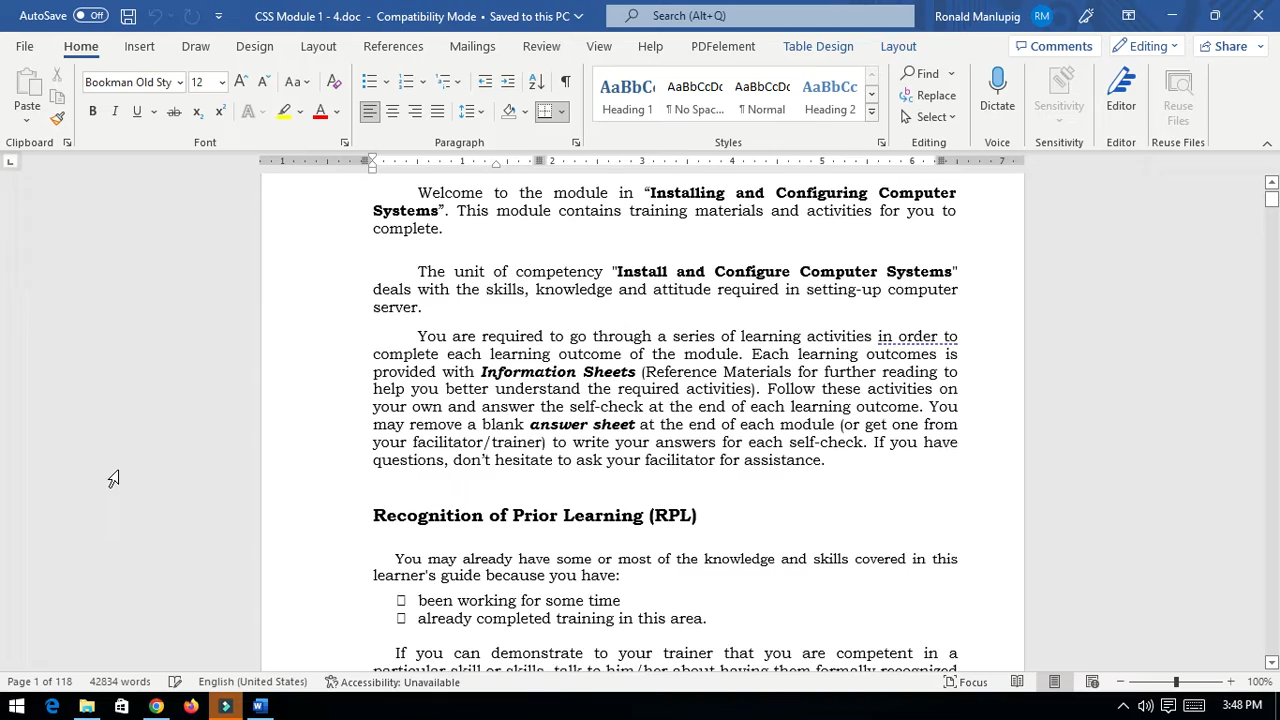 AutoSave Off CSS Module 1 - 4.doc - Compatibility Mode • Saved to this PC Search (Alt+Q) Ronald Manlupig RM
File Home Insert Draw Design Layout References Mailings Review View Help PDFelement Table Design Layout Comments Editing Share
Paste Bookman Old Sty 12 A A Aa A AaBbCc AaBbCcDc AaBbCcDc AaBbCc Find Replace Select Dictate Sensitivity Editor Reuse Files
B I U ab x₂ x² A A Heading 1 ¶ No Spac... ¶ Normal Heading 2
Clipboard Font Paragraph Styles Editing Voice Sensitivity Editor Reuse Files
1 1 2 3 4 5 6 7
Welcome to the module in “Installing and Configuring Computer
Systems”. This module contains training materials and activities for you to
complete.
The unit of competency "Install and Configure Computer Systems"
deals with the skills, knowledge and attitude required in setting-up computer
server.
You are required to go through a series of learning activities in order to
complete each learning outcome of the module. Each learning outcomes is
provided with Information Sheets (Reference Materials for further reading to
help you better understand the required activities). Follow these activities on
your own and answer the self-check at the end of each learning outcome. You
may remove a blank answer sheet at the end of each module (or get one from
your facilitator/trainer) to write your answers for each self-check. If you have
questions, don’t hesitate to ask your facilitator for assistance.
Recognition of Prior Learning (RPL)
You may already have some or most of the knowledge and skills covered in this
learner's guide because you have:
been working for some time
already completed training in this area.
If you can demonstrate to your trainer that you are competent in a
particular skill or skills, talk to him/her about having them formally recognized
Page 1 of 118 42834 words English (United States) Accessibility: Unavailable Focus 100%
3:48 PM